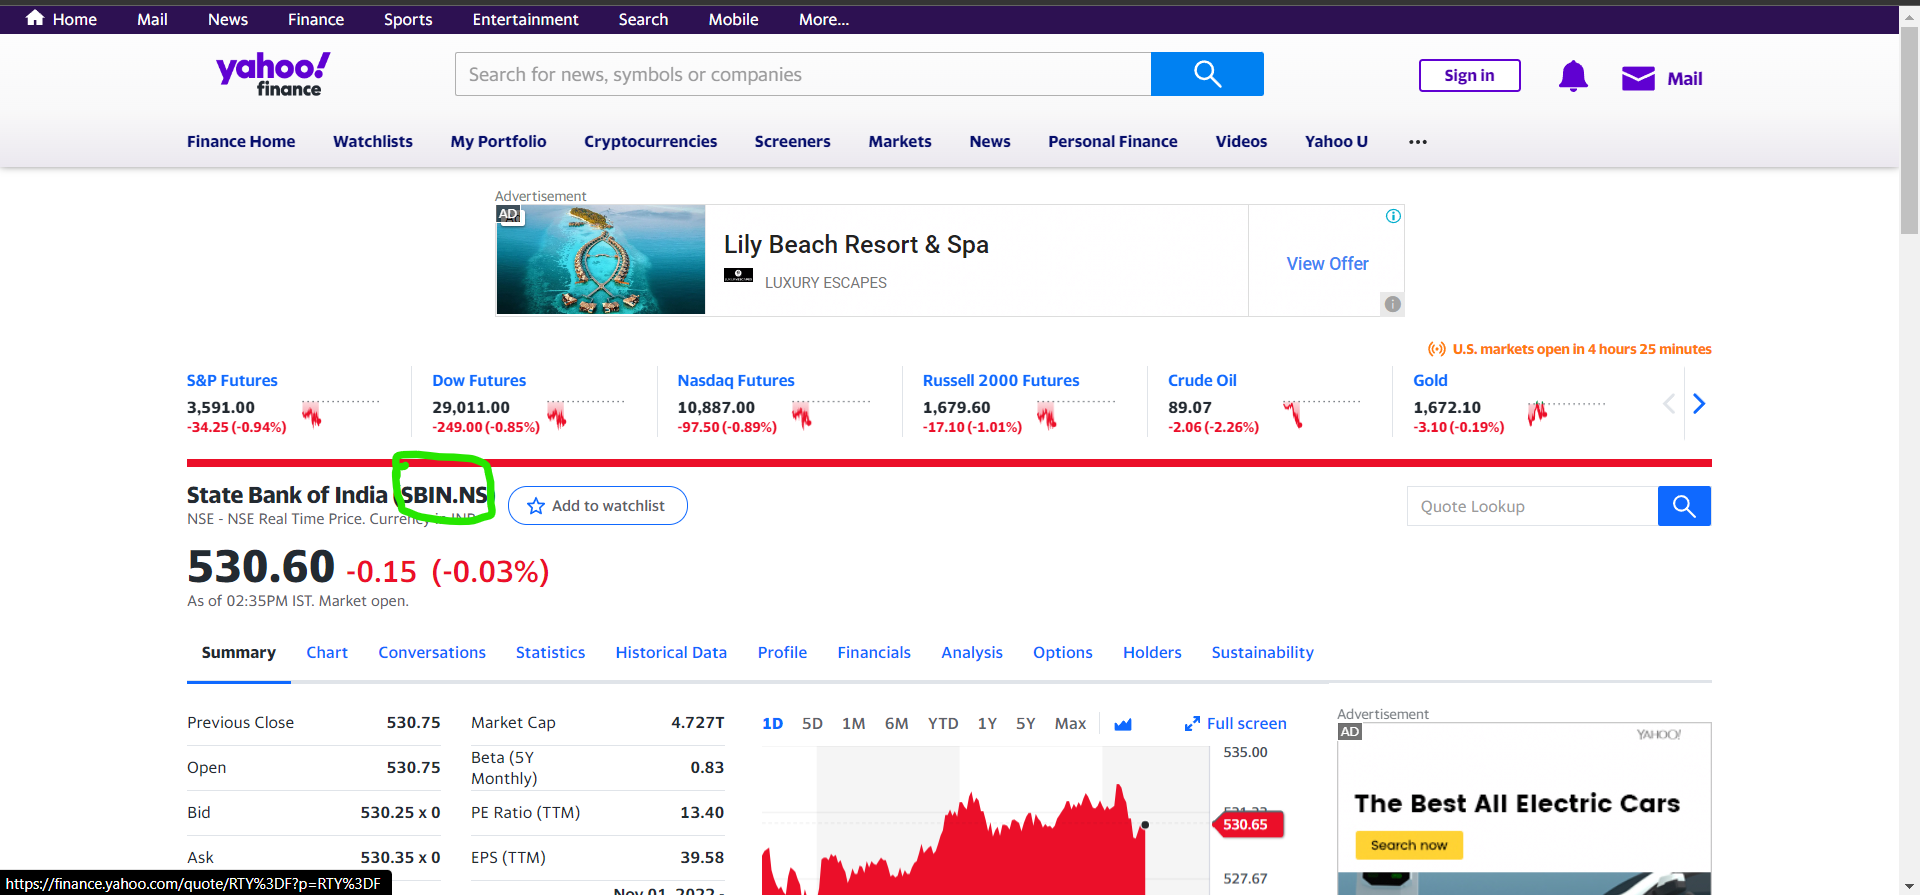 Home Mail News Finance Sports Entertainment Search Mobile More...
yahoo!
finance
Search for news, symbols or companies
Sign in
Mail
Finance Home Watchlists My Portfolio Cryptocurrencies Screeners Markets News Personal Finance Videos Yahoo U ...
Advertisement
AD
Lily Beach Resort & Spa
LUXURY ESCAPES
View Offer
U.S. markets open in 4 hours 25 minutes
S&P Futures
3,591.00
-34.25 (-0.94%)
Dow Futures
29,011.00
-249.00 (-0.85%)
Nasdaq Futures
10,887.00
-97.50 (-0.89%)
Russell 2000 Futures
1,679.60
-17.10 (-1.01%)
Crude Oil
89.07
-2.06 (-2.26%)
Gold
1,672.10
-3.10 (-0.19%)
State Bank of India (SBIN.NS)
Add to watchlist
Quote Lookup
NSE - NSE Real Time Price. Currency in INR
530.60 -0.15 (-0.03%)
As of 02:35PM IST. Market open.
Summary Chart Conversations Statistics Historical Data Profile Financials Analysis Options Holders Sustainability
Previous Close 530.75
Open 530.75
Bid 530.25 x 0
Ask 530.35 x 0
Market Cap 4.727T
Beta (5Y
Monthly) 0.83
PE Ratio (TTM) 13.40
EPS (TTM) 39.58
Nov 01, 2022 -
1D 5D 1M 6M YTD 1Y 5Y Max Full screen
535.00
530.65
527.67
Advertisement
AD
YAHOO!
The Best All Electric Cars
Search now
https://finance.yahoo.com/quote/RTY%3DF?p=RTY%3DF